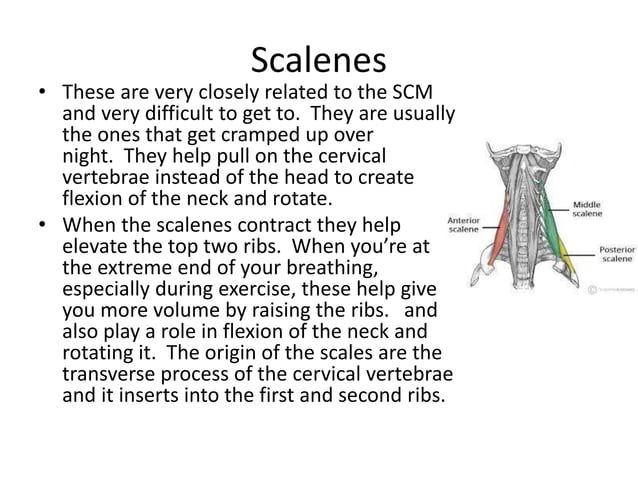 Scalenes
• These are very closely related to the SCM
and very difficult to get to.  They are usually
the ones that get cramped up over
night.  They help pull on the cervical
vertebrae instead of the head to create
flexion of the neck and rotate.
• When the scalenes contract they help
elevate the top two ribs.  When you’re at
the extreme end of your breathing,
especially during exercise, these help give
you more volume by raising the ribs.   and
also play a role in flexion of the neck and
rotating it.  The origin of the scales are the
transverse process of the cervical vertebrae
and it inserts into the first and second ribs.
Anterior
scalene
Middle
scalene
Posterior
scalene
©